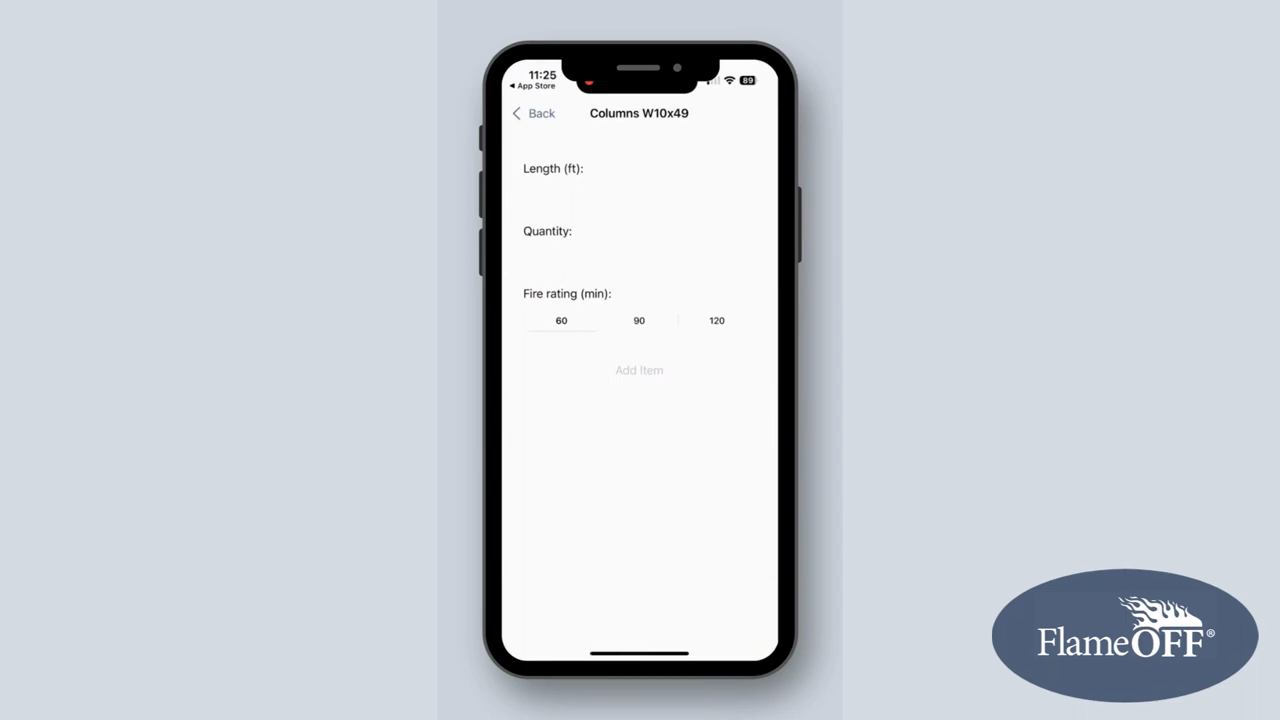 11:25
89
◀ App Store
Back
Columns W10x49
Length (ft):
Quantity:
Fire rating (min):
60 90 120
Add Item
FlameOFF®